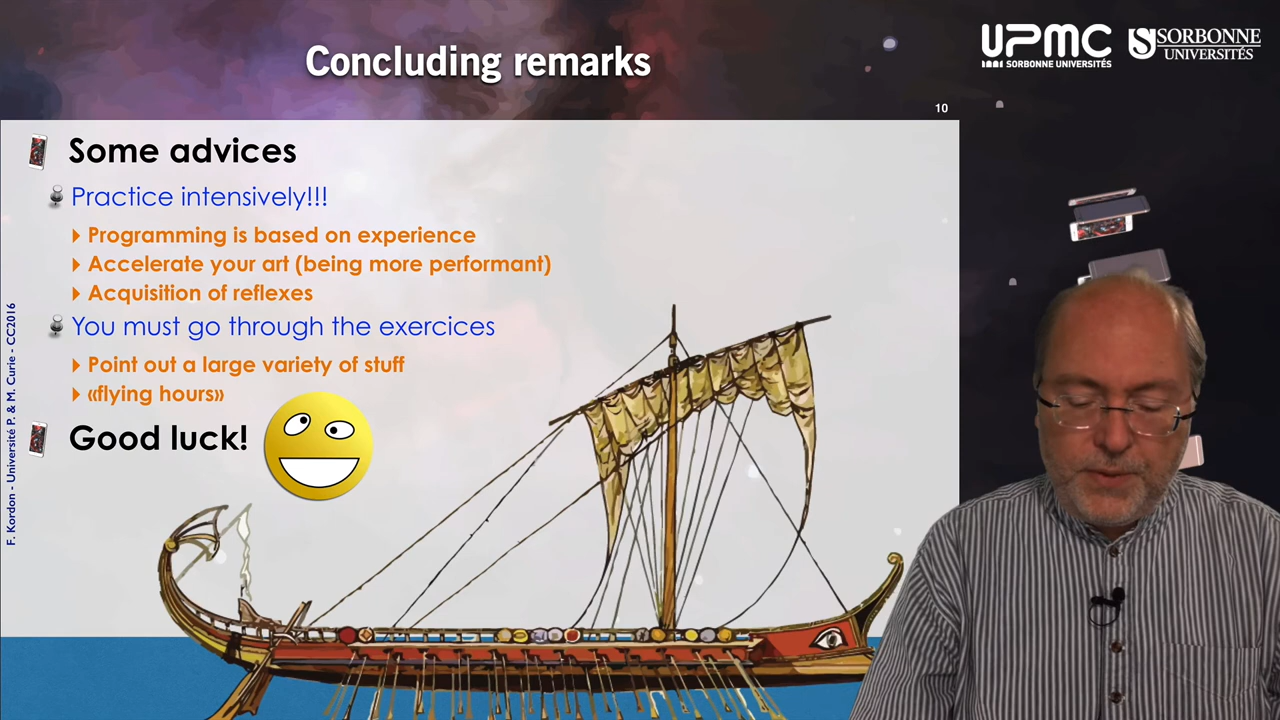 Concluding remarks
UPMC
SORBONNE UNIVERSITÉS
SORBONNE
UNIVERSITÉS
10
Some advices
Practice intensively!!!
Programming is based on experience
Accelerate your art (being more performant)
Acquisition of reflexes
You must go through the exercices
Point out a large variety of stuff
«flying hours»
Good luck!
F. Kordon - Université P. & M. Curie - CC2016